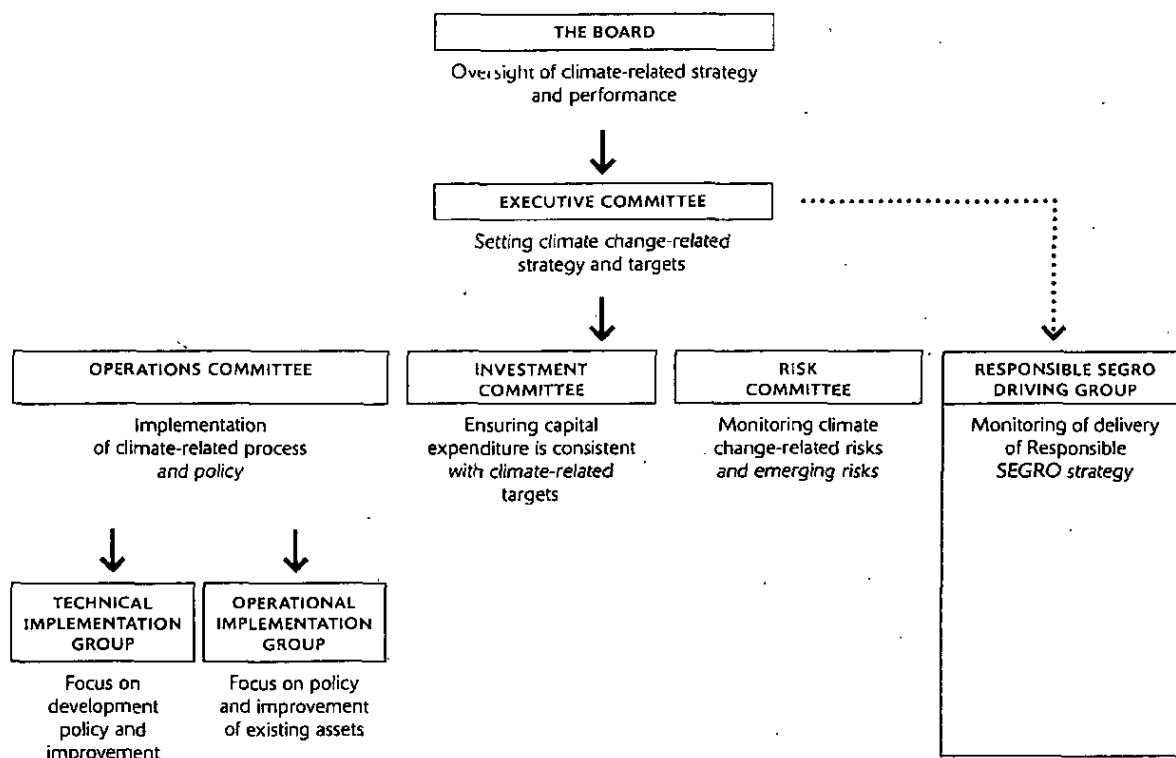 THE BOARD
Oversight of climate-related strategy
and performance
EXECUTIVE COMMITTEE
Setting climate change-related
strategy and targets
OPERATIONS COMMITTEE
Implementation
of climate-related process
and policy
INVESTMENT
COMMITTEE
Ensuring capital
expenditure is consistent
with climate-related
targets
RISK
COMMITTEE
Monitoring climate
change-related risks
and emerging risks
RESPONSIBLE SEGRO
DRIVING GROUP
Monitoring of delivery
of Responsible
SEGRO strategy
TECHNICAL
IMPLEMENTATION
GROUP
Focus on
development
policy and
improvement
OPERATIONAL
IMPLEMENTATION
GROUP
Focus on policy
and improvement
of existing assets